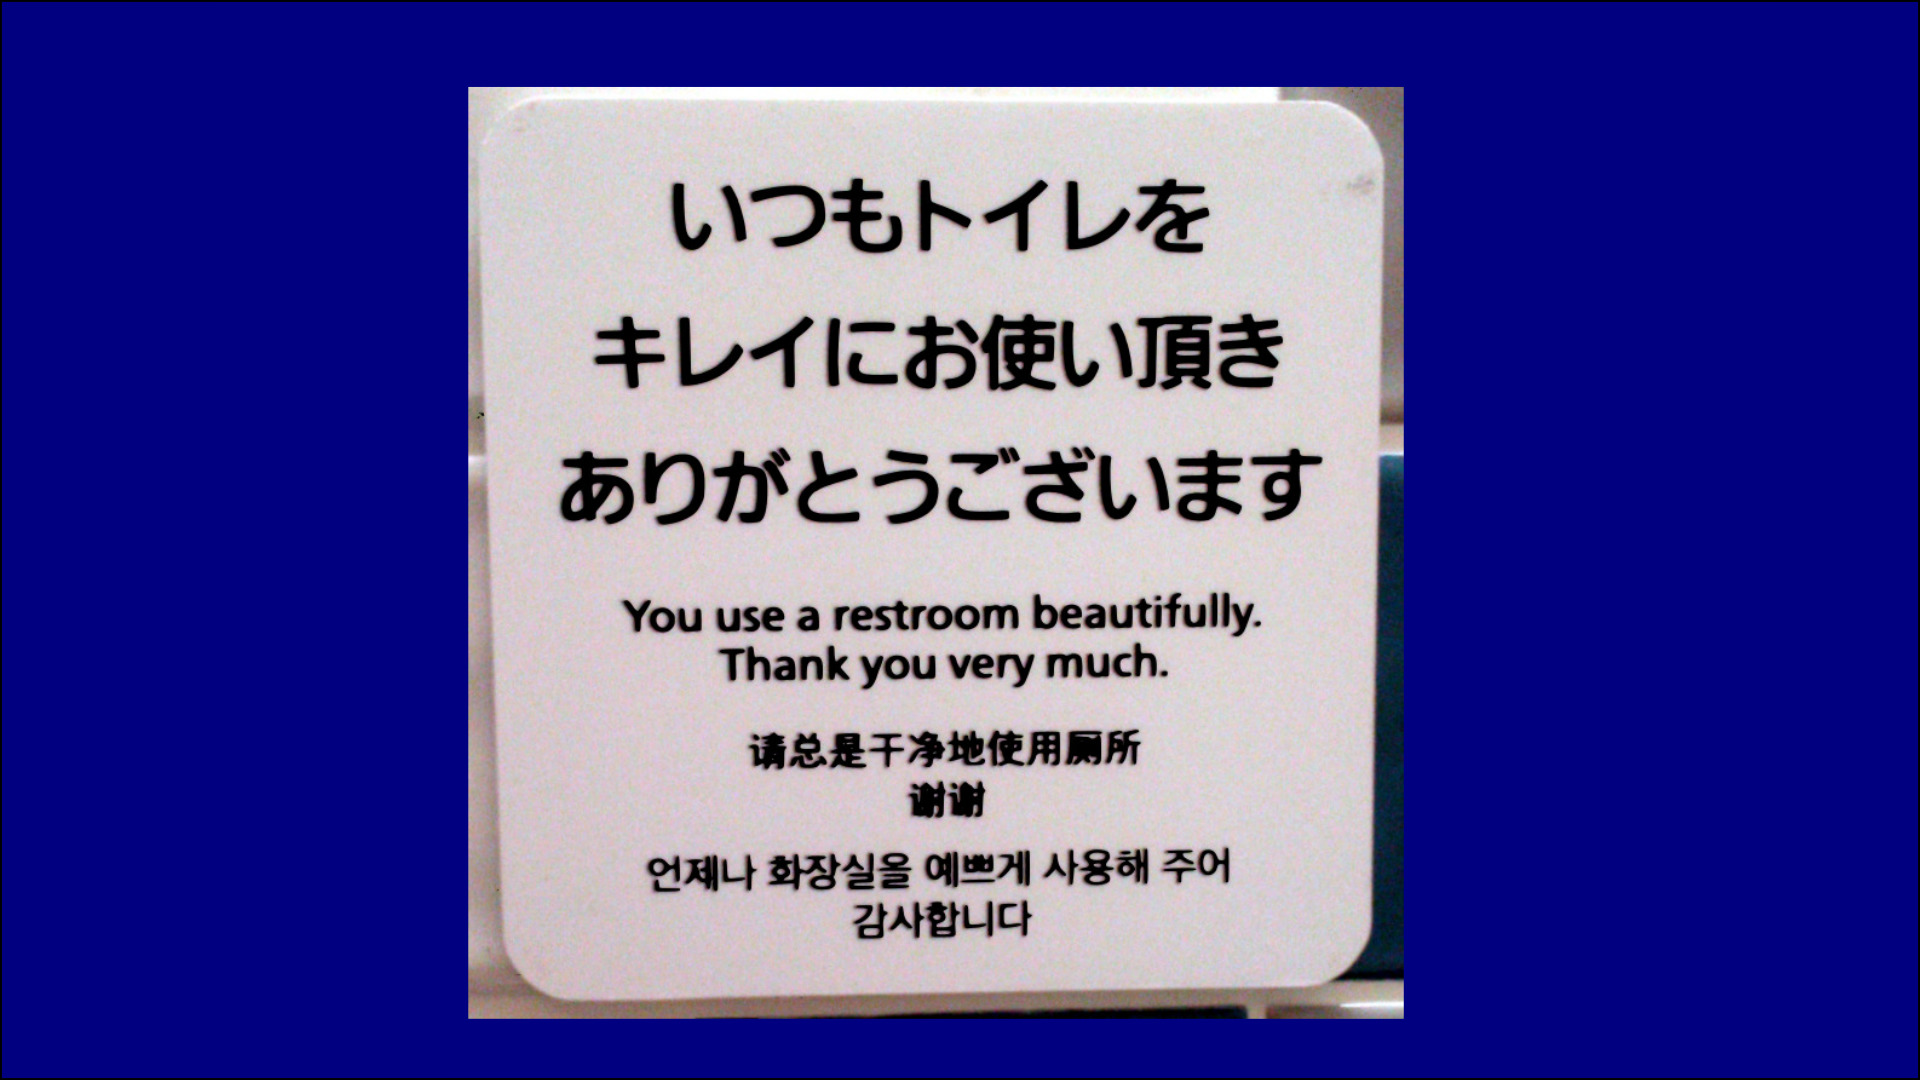 いつもトイレを
キレイにお使い頂き
ありがとうございます
You use a restroom beautifully.
Thank you very much.
请总是干净地使用厕所
谢谢
언제나 화장실을 예쁘게 사용해 주어
감사합니다